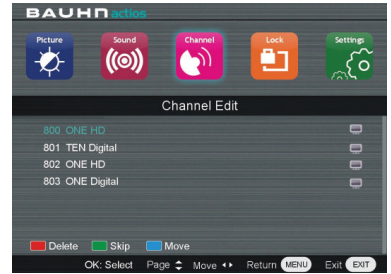 BAUHN actios
Picture Sound Channel Lock Settings
Channel Edit
800 ONE HD
801 TEN Digital
802 ONE HD
803 ONE Digital
Delete Skip Move
OK: Select Page Move Return MENU Exit EXIT